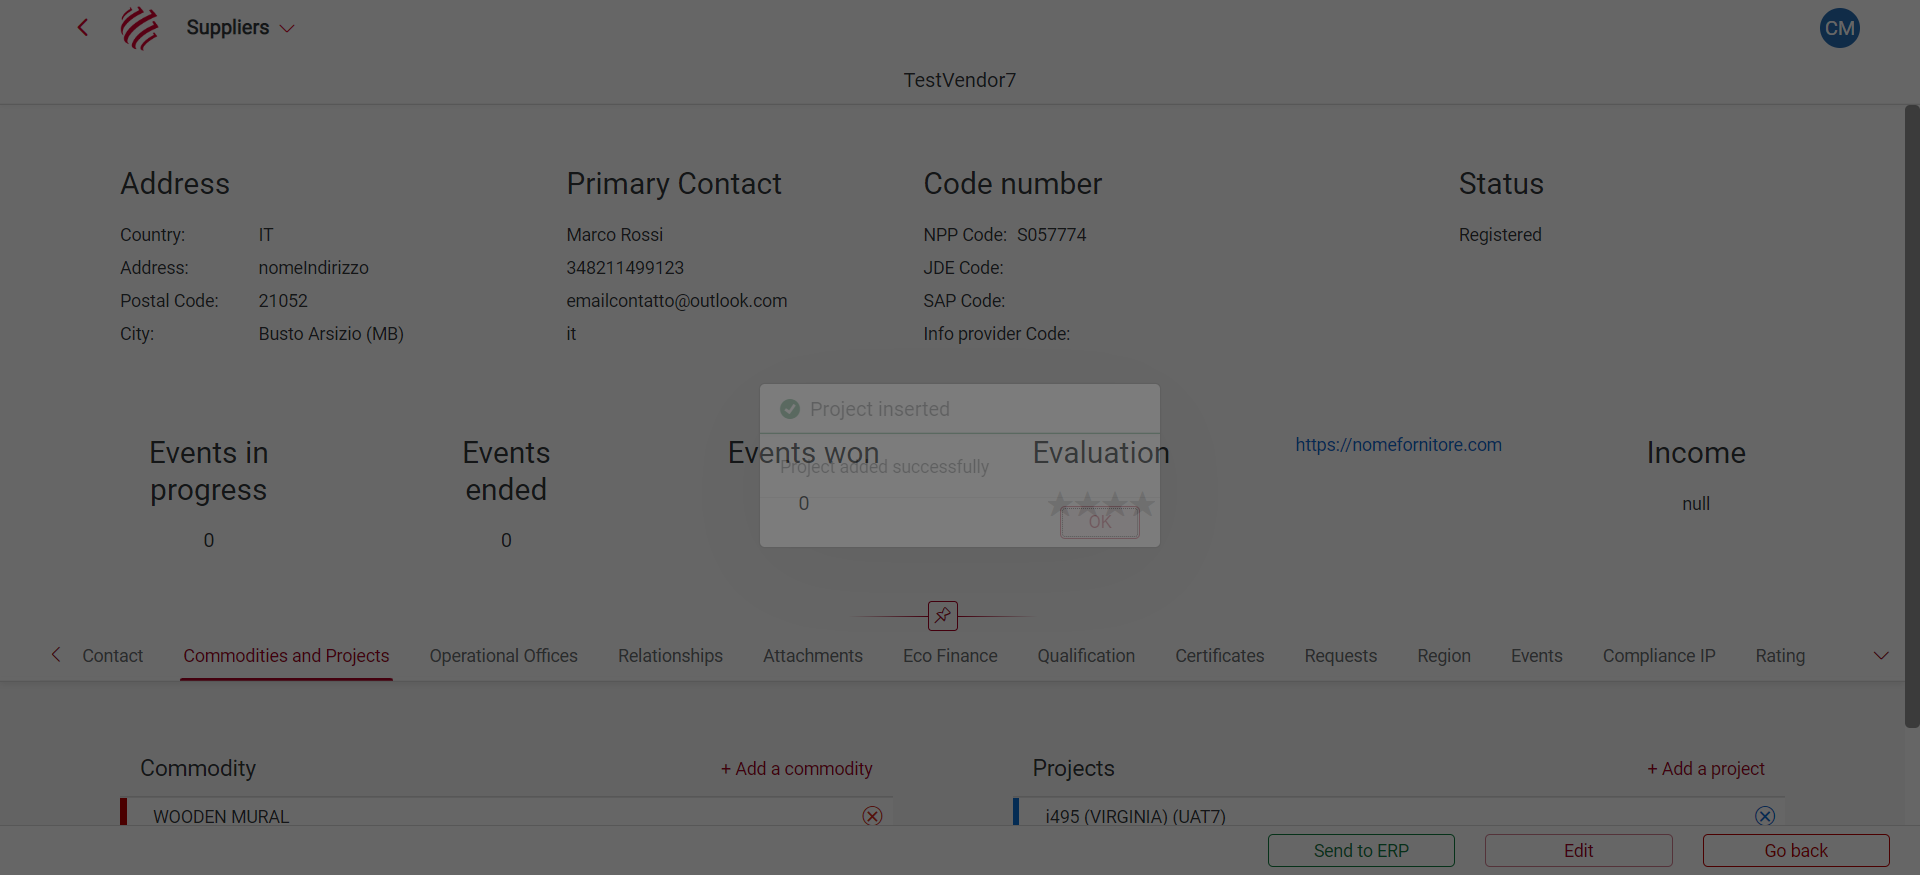 Suppliers
CM
TestVendor7
Address
Country: IT
Address: nomeIndirizzo
Postal Code: 21052
City: Busto Arsizio (MB)
Primary Contact
Marco Rossi
348211499123
emailcontatto@outlook.com
it
Code number
NPP Code: S057774
JDE Code:
SAP Code:
Info provider Code:
Status
Registered
Project inserted
Project added successfully
OK
Events in
progress
0
Events
ended
0
Events won
0
Evaluation
https://nomefornitore.com
Income
null
Contact Commodities and Projects Operational Offices Relationships Attachments Eco Finance Qualification Certificates Requests Region Events Compliance IP Rating
Commodity + Add a commodity
WOODEN MURAL
Projects + Add a project
i495 (VIRGINIA) (UAT7)
Send to ERP Edit Go back